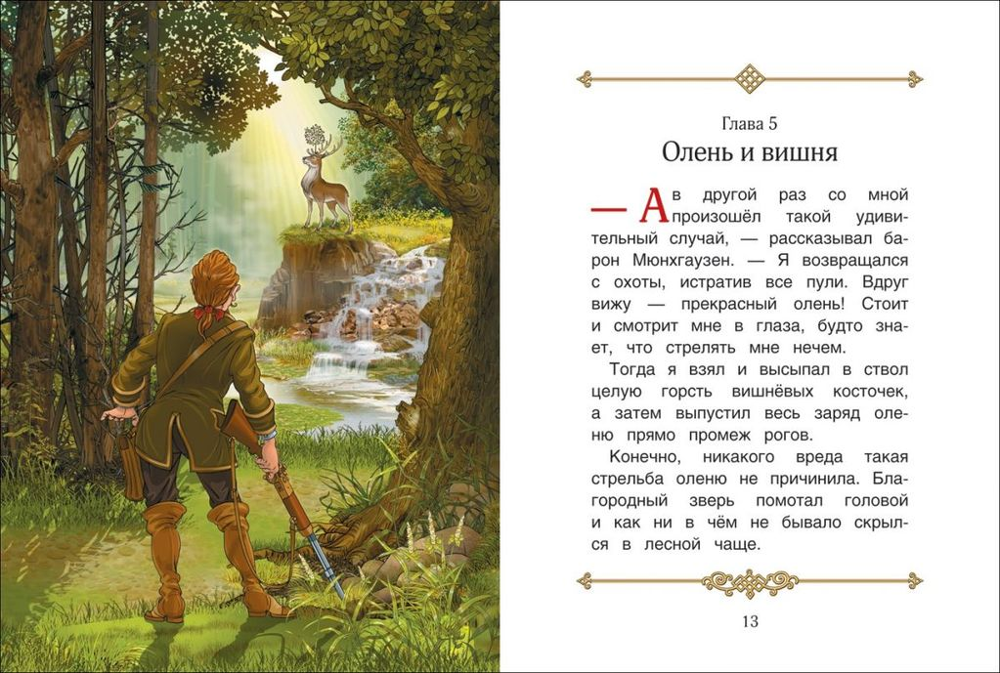 Глава 5
Олень и вишня
— А в другой раз со мной
произошёл такой удиви-
тельный случай, — рассказывал ба-
рон Мюнхгаузен. — Я возвращался
с охоты, истратив все пули. Вдруг
вижу — прекрасный олень! Стоит
и смотрит мне в глаза, будто зна-
ет, что стрелять мне нечем.
Тогда я взял и высыпал в ствол
целую горсть вишнёвых косточек,
а затем выпустил весь заряд оле-
ню прямо промеж рогов.
Конечно, никакого вреда такая
стрельба оленю не причинила. Бла-
городный зверь помотал головой
и как ни в чём не бывало скрыл-
ся в лесной чаще.
13